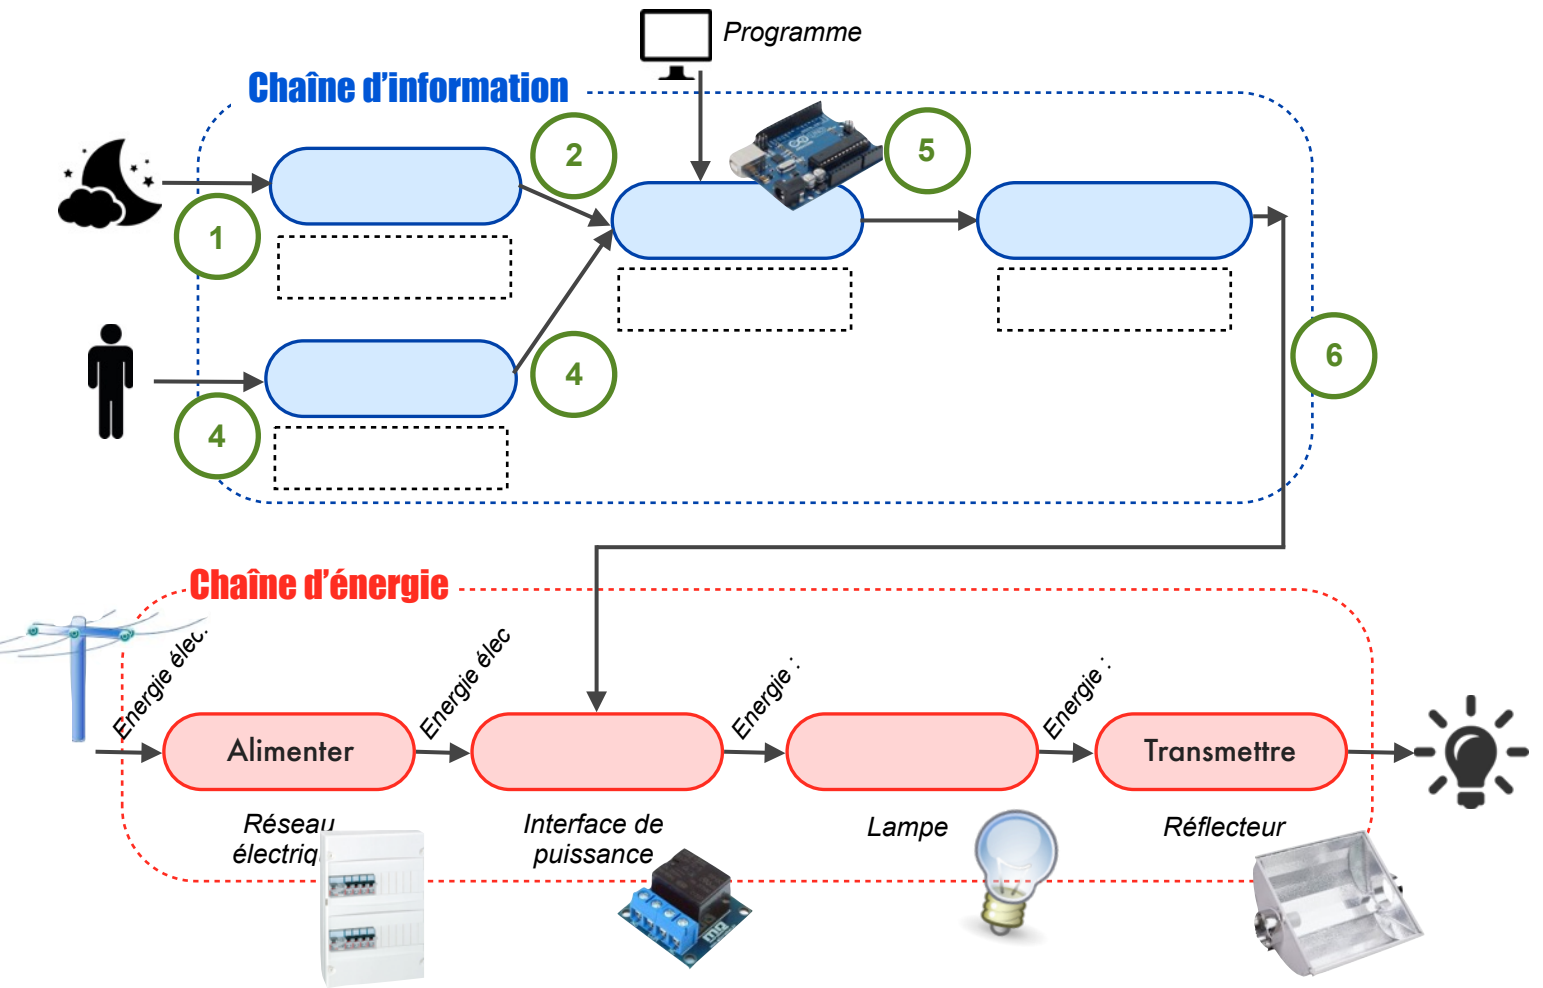 Programme
Chaîne d'information
2
5
1
6
4
4
Chaîne d'énergie
Energie élec.
Energie élec
Energie :
Energie :
Alimenter
Transmettre
Réseau
électriq
Interface de
puissance
Lampe
Réflecteur